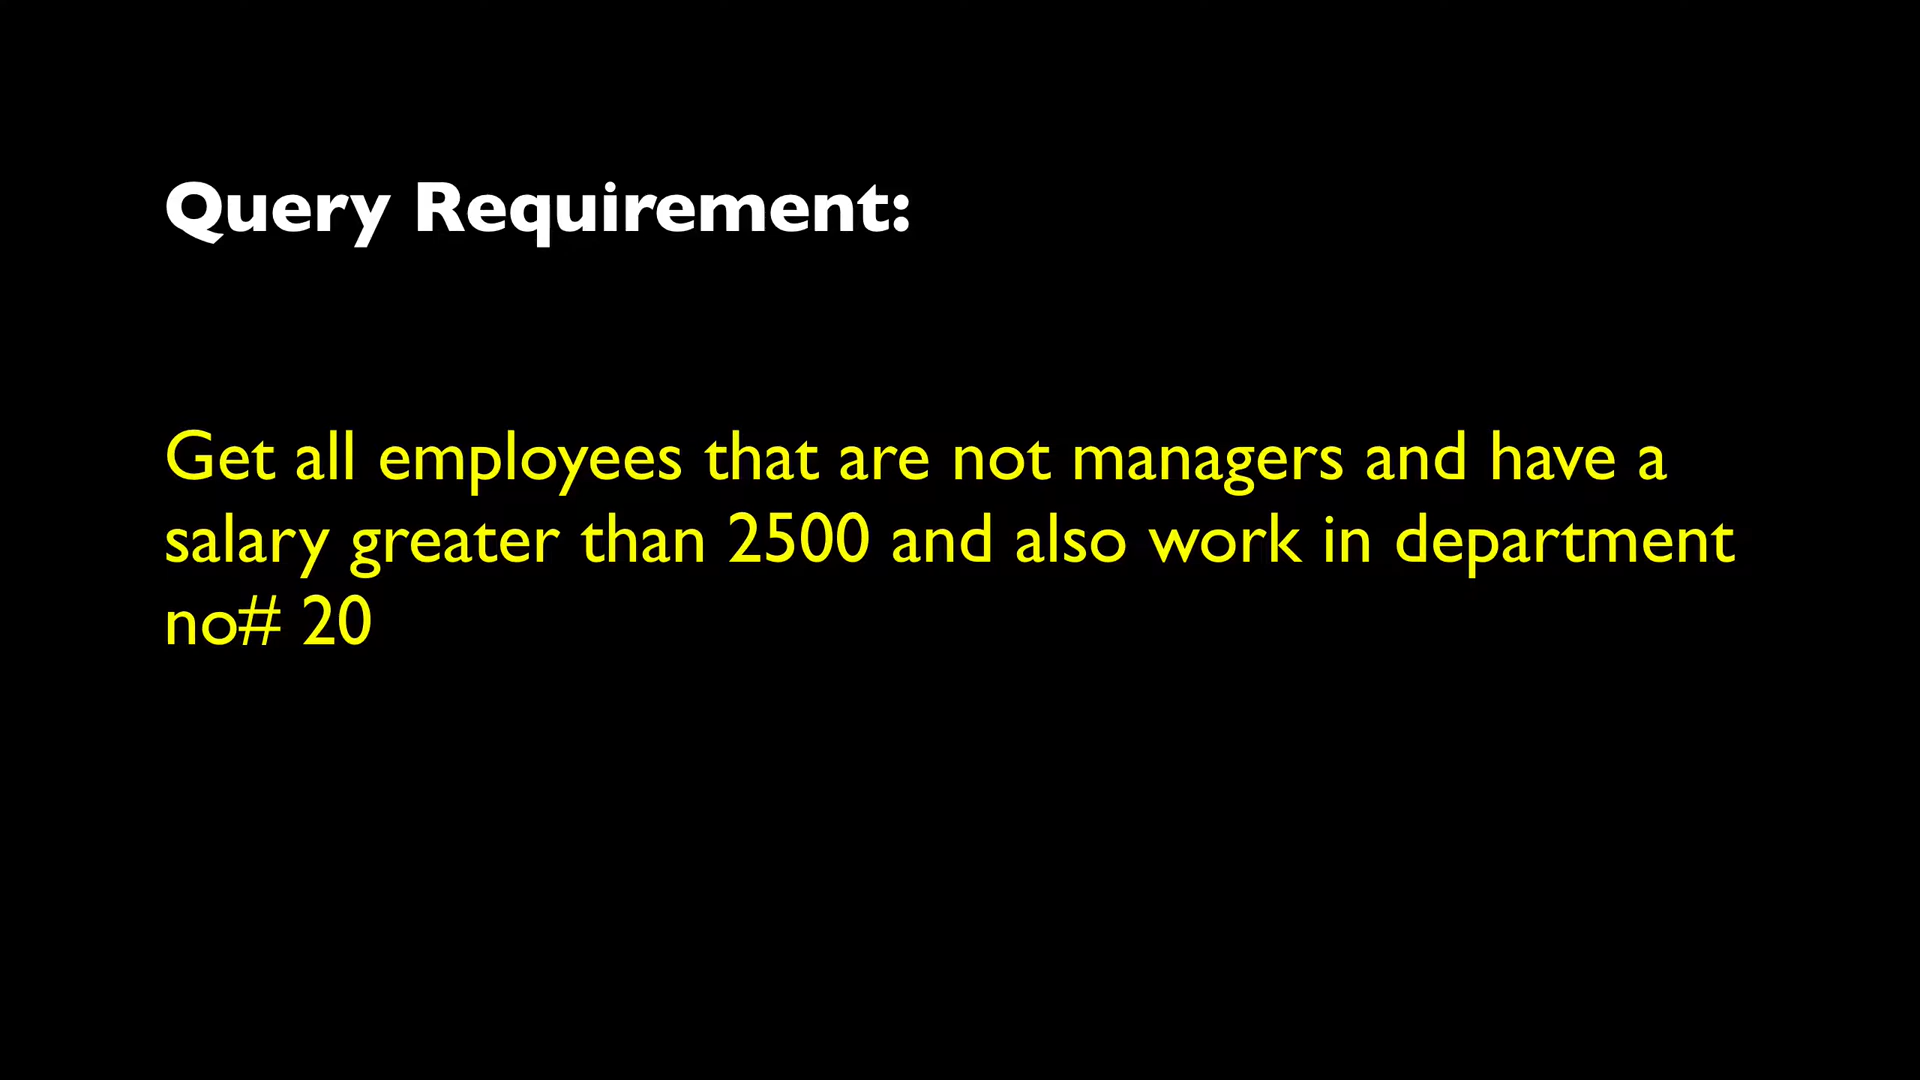 Query Requirement:
Get all employees that are not managers and have a
salary greater than 2500 and also work in department
no# 20